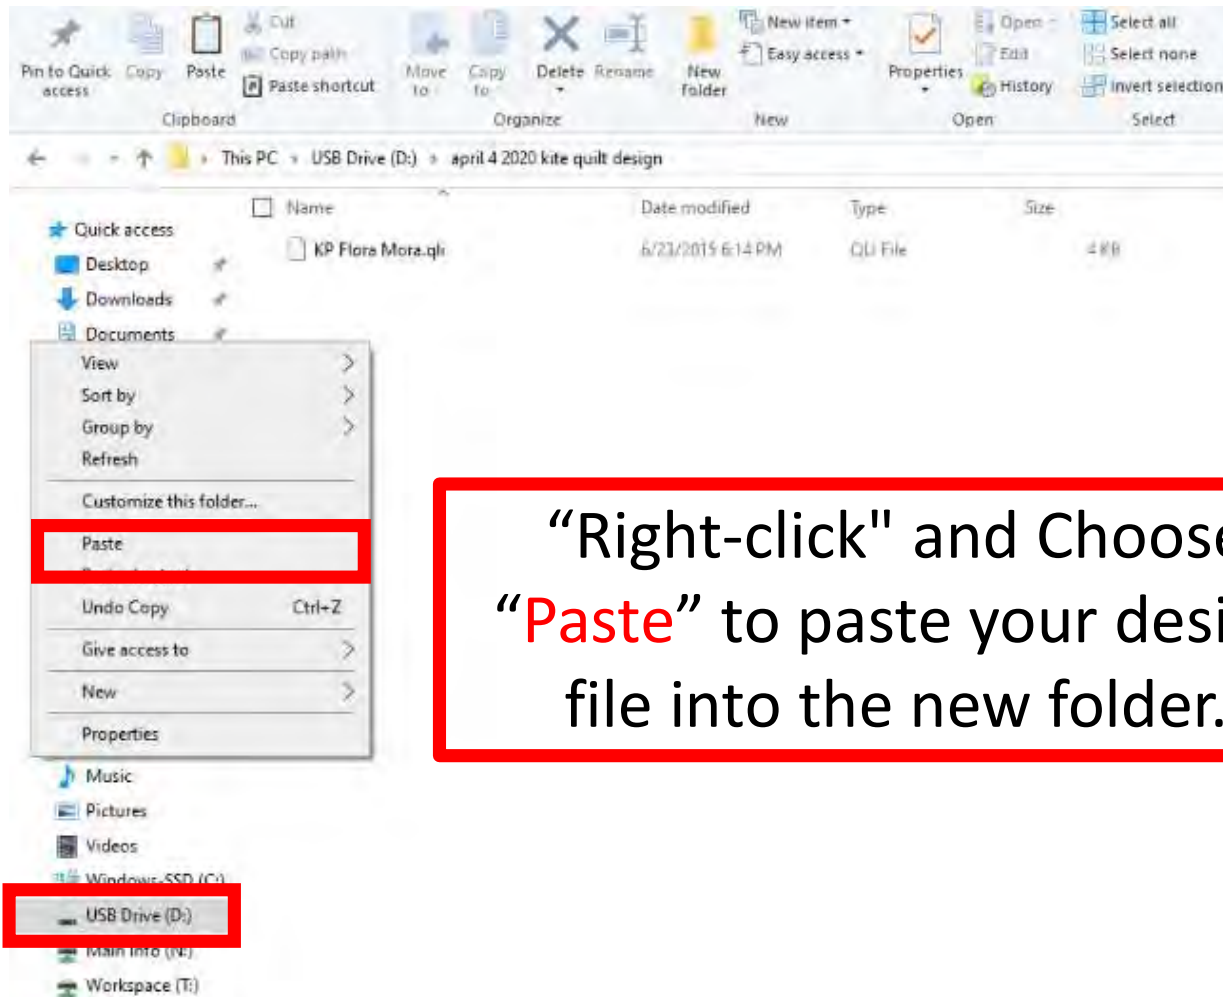 Pin to Quick access
Copy
Paste
Cut
Copy path
Paste shortcut
Move to
Copy to
Delete
Rename
New folder
New item
Easy access
Properties
Open
Edit
History
Select all
Select none
Invert selection
Clipboard
Organize
New
Open
Select
This PC › USB Drive (D:) › april 4 2020 kite quilt design
Name
Date modified
Type
Size
KP Flora Mora.qli
6/23/2015 6:14 PM
QLI File
4 KB
Quick access
Desktop
Downloads
Documents
View
Sort by
Group by
Refresh
Customize this folder...
Paste
Undo Copy Ctrl+Z
Give access to
New
Properties
“Right-click" and Choose
“Paste” to paste your desi
file into the new folder.
Music
Pictures
Videos
Windows-SSD (C:)
USB Drive (D:)
Main Info (N:)
Workspace (T:)